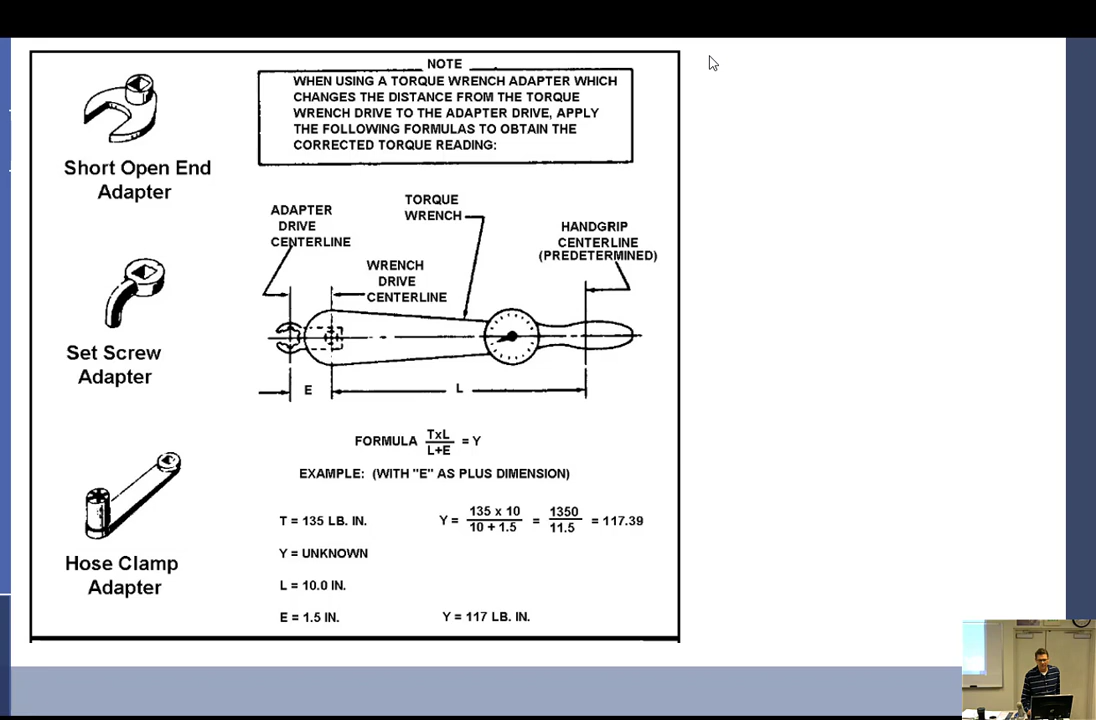 NOTE
WHEN USING A TORQUE WRENCH ADAPTER WHICH
CHANGES THE DISTANCE FROM THE TORQUE
WRENCH DRIVE TO THE ADAPTER DRIVE, APPLY
THE FOLLOWING FORMULAS TO OBTAIN THE
CORRECTED TORQUE READING:
Short Open End
Adapter
Set Screw
Adapter
Hose Clamp
Adapter
ADAPTER
DRIVE
CENTERLINE
TORQUE
WRENCH
WRENCH
DRIVE
CENTERLINE
HANDGRIP
CENTERLINE
(PREDETERMINED)
E
L
FORMULA TxL/L+E = Y
EXAMPLE: (WITH "E" AS PLUS DIMENSION)
T = 135 LB. IN.
Y = 135 x 10/10 + 1.5 = 1350/11.5 = 117.39
Y = UNKNOWN
L = 10.0 IN.
E = 1.5 IN.
Y = 117 LB. IN.